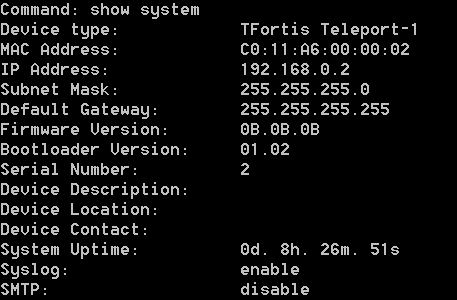 Command: show system
Device type: TFortis Teleport-1
MAC Address: C0:11:A6:00:00:02
IP Address: 192.168.0.2
Subnet Mask: 255.255.255.0
Default Gateway: 255.255.255.255
Firmware Version: 0B.0B.0B
Bootloader Version: 01.02
Serial Number: 2
Device Description:
Device Location:
Device Contact:
System Uptime: 0d. 8h. 26m. 51s
Syslog: enable
SMTP: disable